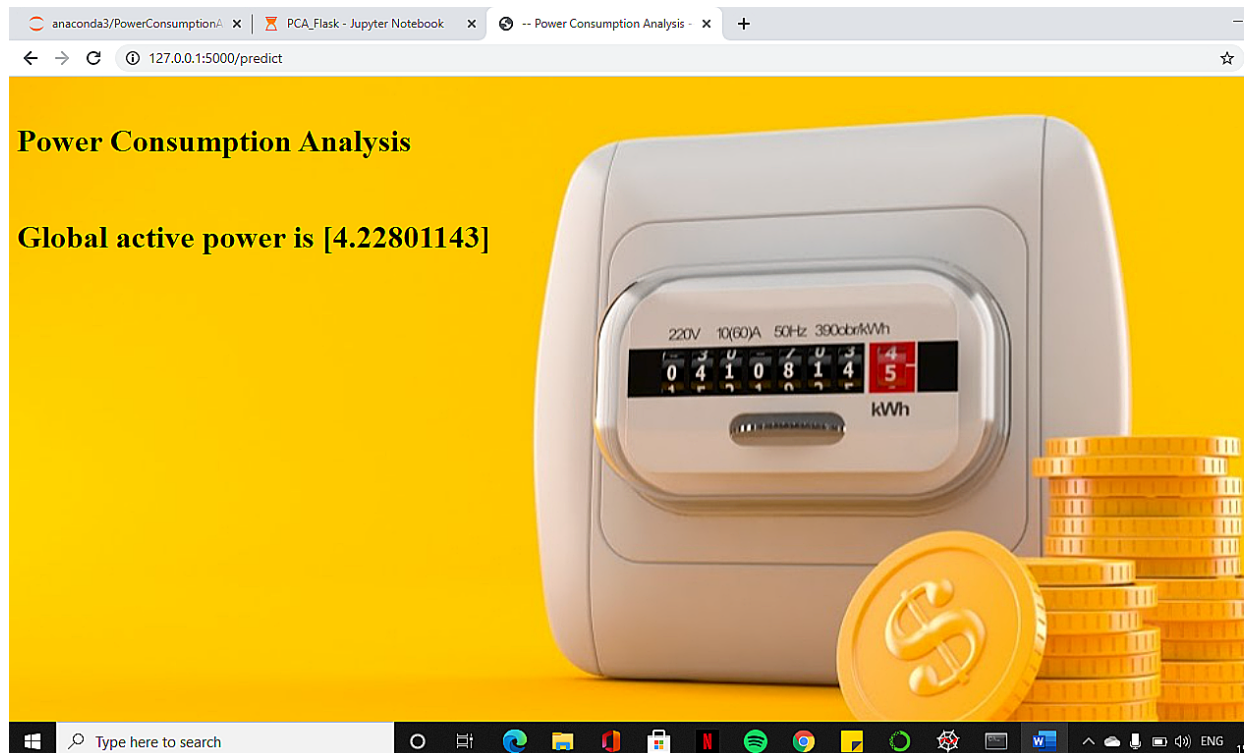 anaconda3/PowerConsumptionA
PCA_Flask - Jupyter Notebook
-- Power Consumption Analysis -
127.0.0.1:5000/predict
Power Consumption Analysis
Global active power is [4.22801143]
220V 10(60)A 50Hz 390obr/kWh
0 4 1 0 8 1 4 5
kWh
$
Type here to search
ENG